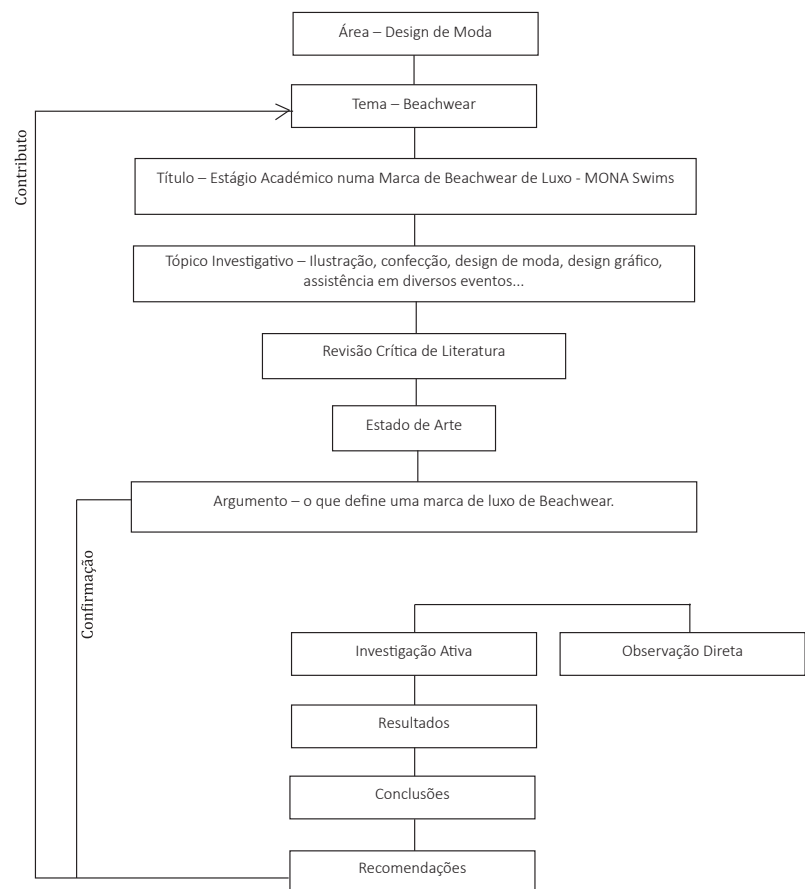 Área – Design de Moda
Tema – Beachwear
Contributo
Título – Estágio Académico numa Marca de Beachwear de Luxo - MONA Swims
Tópico Investigativo – Ilustração, confecção, design de moda, design gráfico,
assistência em diversos eventos...
Revisão Crítica de Literatura
Estado de Arte
Argumento – o que define uma marca de luxo de Beachwear.
Confirmação
Investigação Ativa
Observação Direta
Resultados
Conclusões
Recomendações